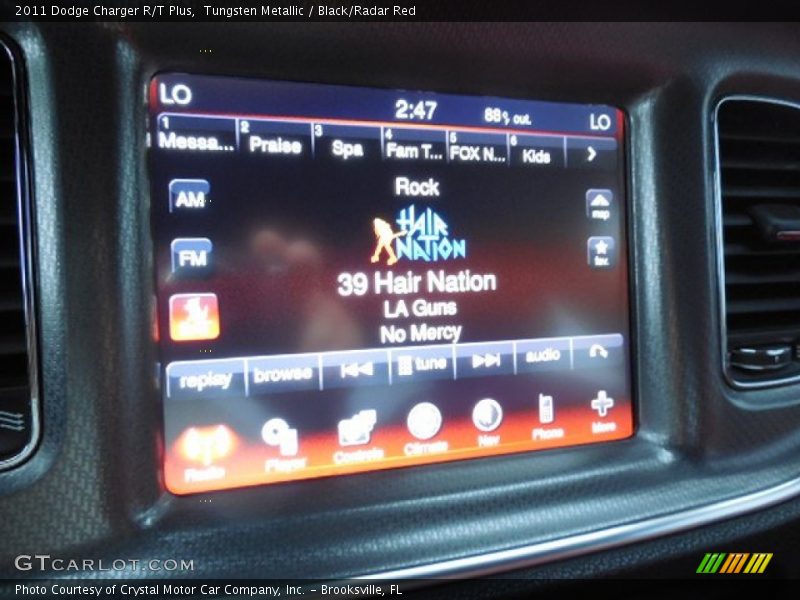 2011 Dodge Charger R/T Plus,  Tungsten Metallic / Black/Radar Red
LO 2:47 68°F out. LO
1 Messa... 2 Praise 3 Spa 4 Fam T... 5 FOX N... 6 Kids
Rock
AM
map
HAIR NATION
FM
fav.
39 Hair Nation
LA Guns
No Mercy
replay browse tune audio
Radio Player Controls Climate Nav Phone More
GTCARLOT.COM
Photo Courtesy of Crystal Motor Car Company, Inc. – Brooksville, FL